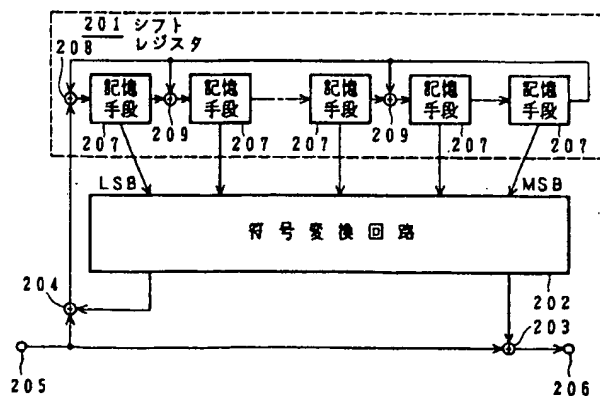 201 シフト
レジスタ
208
記憶
手段
記憶
手段
記憶
手段
記憶
手段
記憶
手段
207
209
207
207
209
207
207
LSB
MSB
符号変換回路
204
202
203
205
206